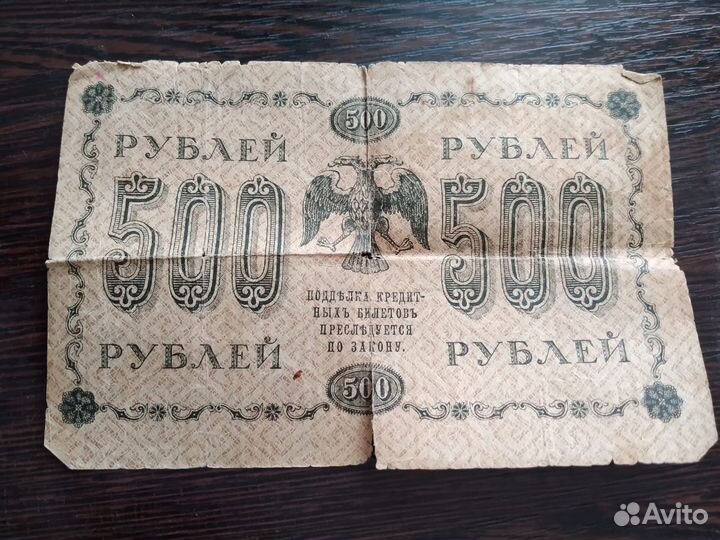 500
РУБЛЕЙ РУБЛЕЙ
500 500
ПОДДѢЛКА КРЕДИТ-
НЫХЪ БИЛЕТОВЪ
ПРЕСЛѢДУЕТСЯ
ПО ЗАКОНУ.
РУБЛЕЙ РУБЛЕЙ
500
Avito